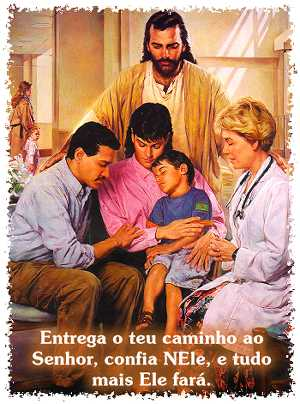 Entrega o teu caminho ao
Senhor, confia NEle, e tudo
mais Ele fará.